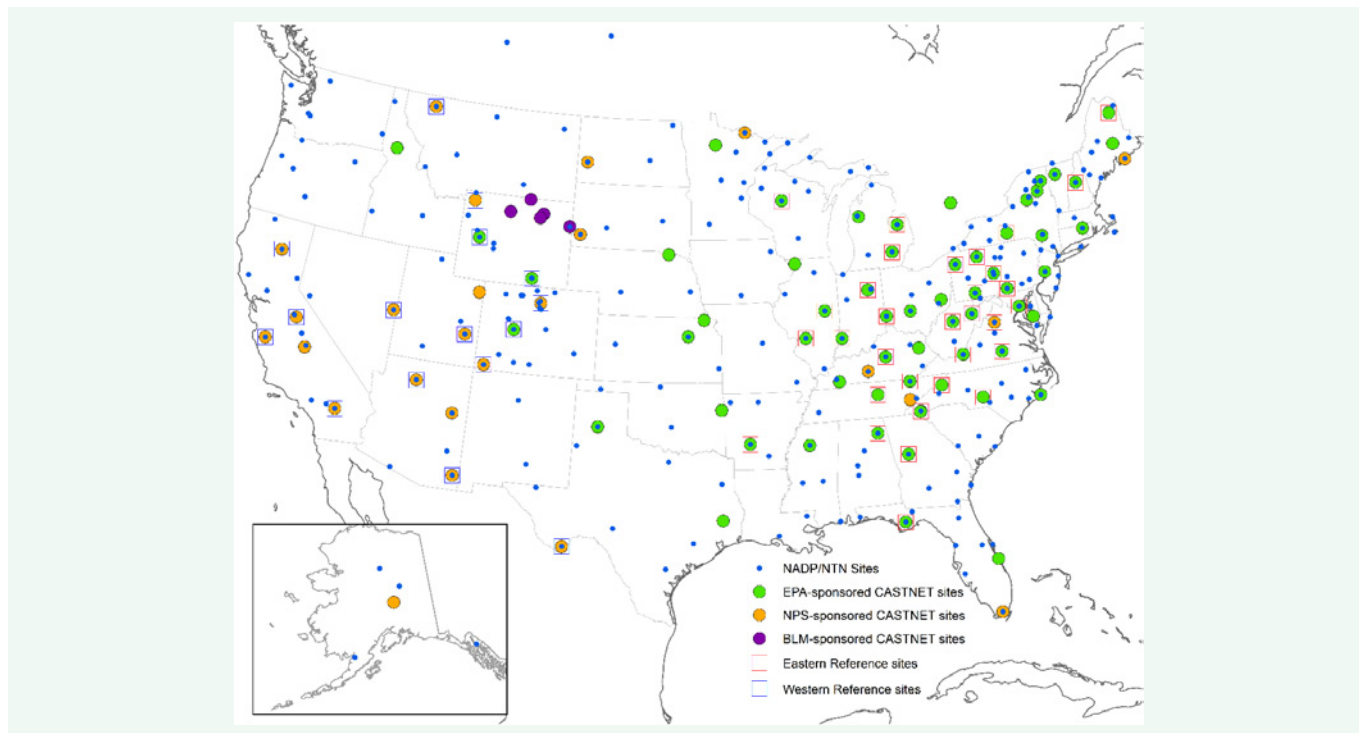 NADP/NTN Sites
EPA-sponsored CASTNET sites
NPS-sponsored CASTNET sites
BLM-sponsored CASTNET sites
Eastern Reference sites
Western Reference sites